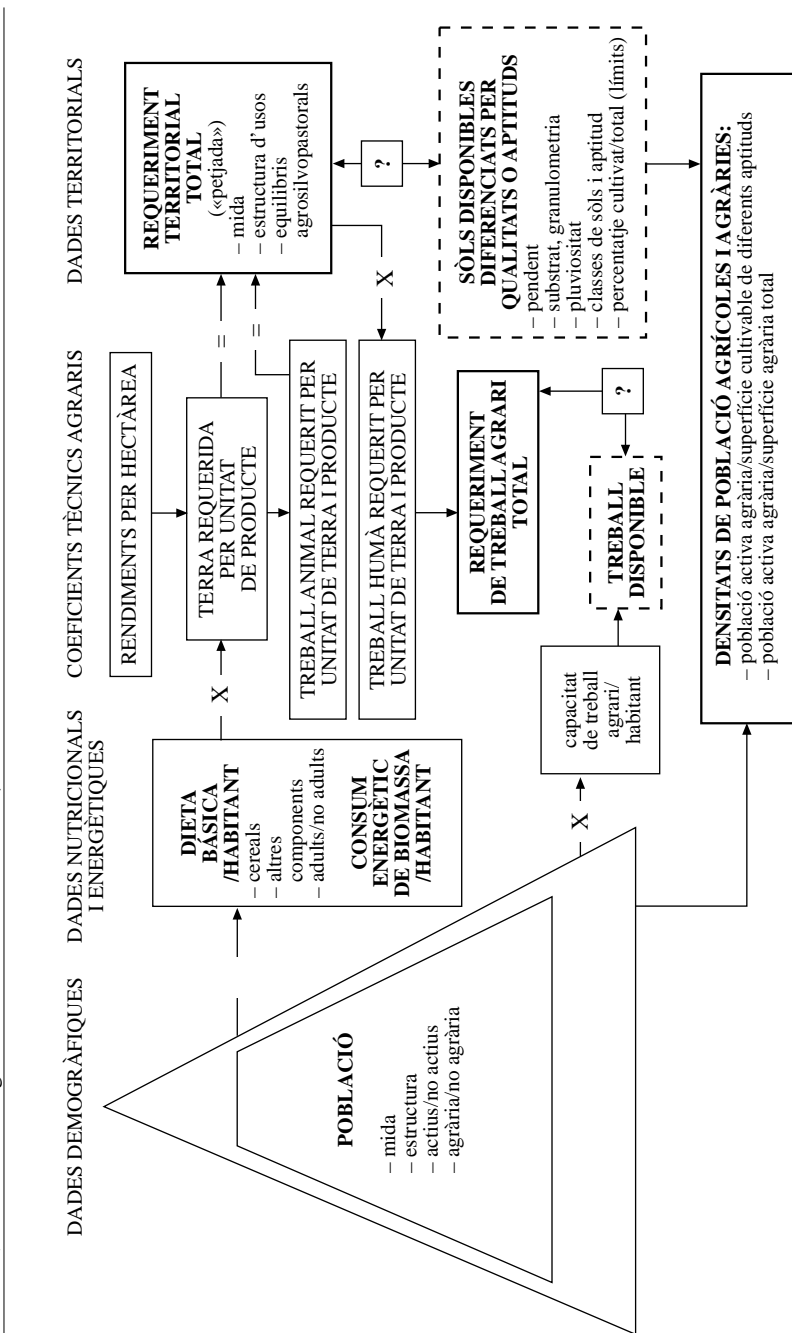 DADES DEMOGRÀFIQUES
DADES NUTRICIONALS
I ENERGÈTIQUES
COEFICIENTS TÈCNICS AGRARIS
DADES TERRITORIALS
POBLACIÓ
– mida
– estructura
– actius/no actius
– agrària/no agrària
DIETA
BÁSICA
/HABITANT
– cereals
– altres
components
– adults/no adults
CONSUM
ENERGÈTIC
DE BIOMASSA
/HABITANT
X
RENDIMENTS PER HECTÀREA
TERRA REQUERIDA
PER UNITAT
DE PRODUCTE
=
=
TREBALL ANIMAL REQUERIT PER
UNITAT DE TERRA I PRODUCTE
TREBALL HUMÀ REQUERIT PER
UNITAT DE TERRA I PRODUCTE
X
REQUERIMENT
TERRITORIAL
TOTAL
(«petjada»)
– mida
– estructura d'usos
– equilibris
agrosilvopastorals
?
REQUERIMENT
DE TREBALL AGRARI
TOTAL
?
TREBALL
DISPONIBLE
X
capacitat
de treball
agrari/
habitant
SÒLS DISPONIBLES
DIFERENCIATS PER
QUALITATS O APTITUDS
– pendent
– substrat, granulometria
– pluviositat
– classes de sòls i aptitud
– percentatje cultivat/total (límits)
DENSITATS DE POBLACIÓ AGRÍCOLES I AGRÀRIES:
– població activa agrària/superfície cultivable de diferents aptituds
– població activa agrària/superfície agrària total